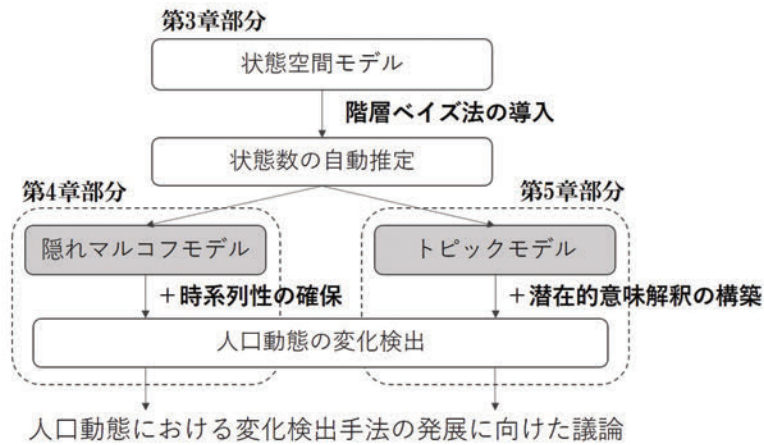 第3章部分
状態空間モデル
階層ベイズ法の導入
状態数の自動推定
第4章部分
第5章部分
隠れマルコフモデル
トピックモデル
+時系列性の確保
+潜在的意味解釈の構築
人口動態の変化検出
人口動態における変化検出手法の発展に向けた議論